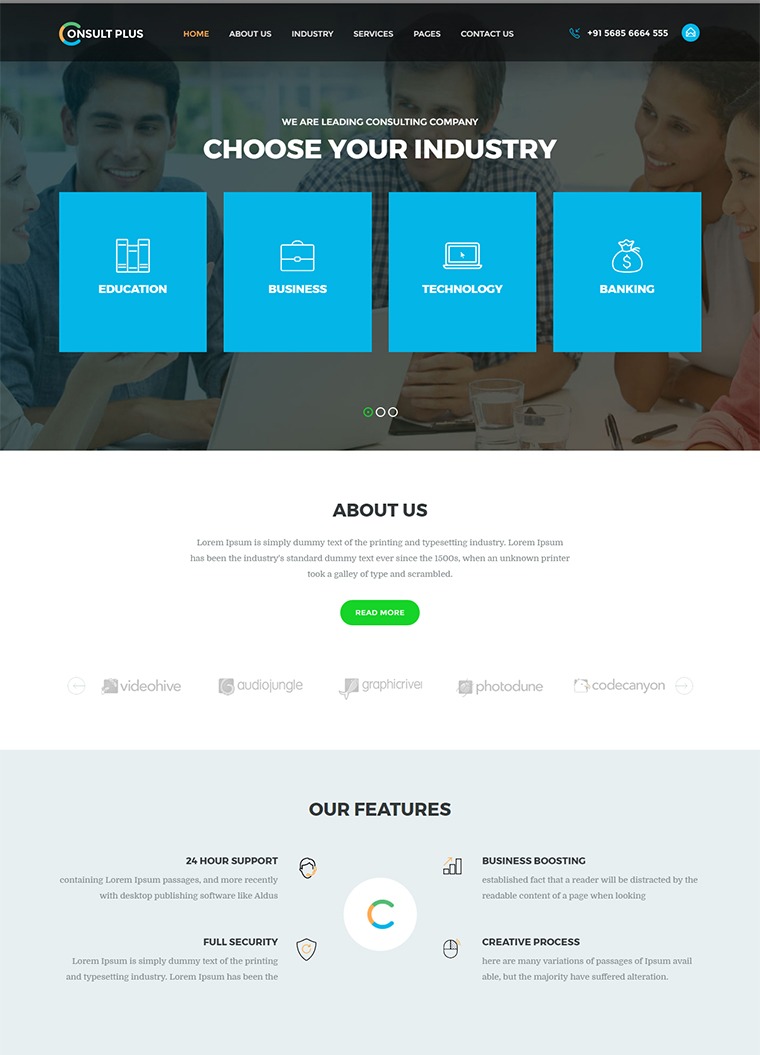 CONSULT PLUS
HOME ABOUT US INDUSTRY SERVICES PAGES CONTACT US
+91 5685 6664 555
WE ARE LEADING CONSULTING COMPANY
CHOOSE YOUR INDUSTRY
EDUCATION BUSINESS TECHNOLOGY BANKING
ABOUT US
Lorem Ipsum is simply dummy text of the printing and typesetting industry. Lorem Ipsum
has been the industry's standard dummy text ever since the 1500s, when an unknown printer
took a galley of type and scrambled.
READ MORE
videohive audiojungle graphicriver photodune codecanyon
OUR FEATURES
24 HOUR SUPPORT
containing Lorem Ipsum passages, and more recently
with desktop publishing software like Aldus
BUSINESS BOOSTING
established fact that a reader will be distracted by the
readable content of a page when looking
FULL SECURITY
Lorem Ipsum is simply dummy text of the printing
and typesetting industry. Lorem Ipsum has been the
CREATIVE PROCESS
here are many variations of passages of Ipsum avail
able, but the majority have suffered alteration.